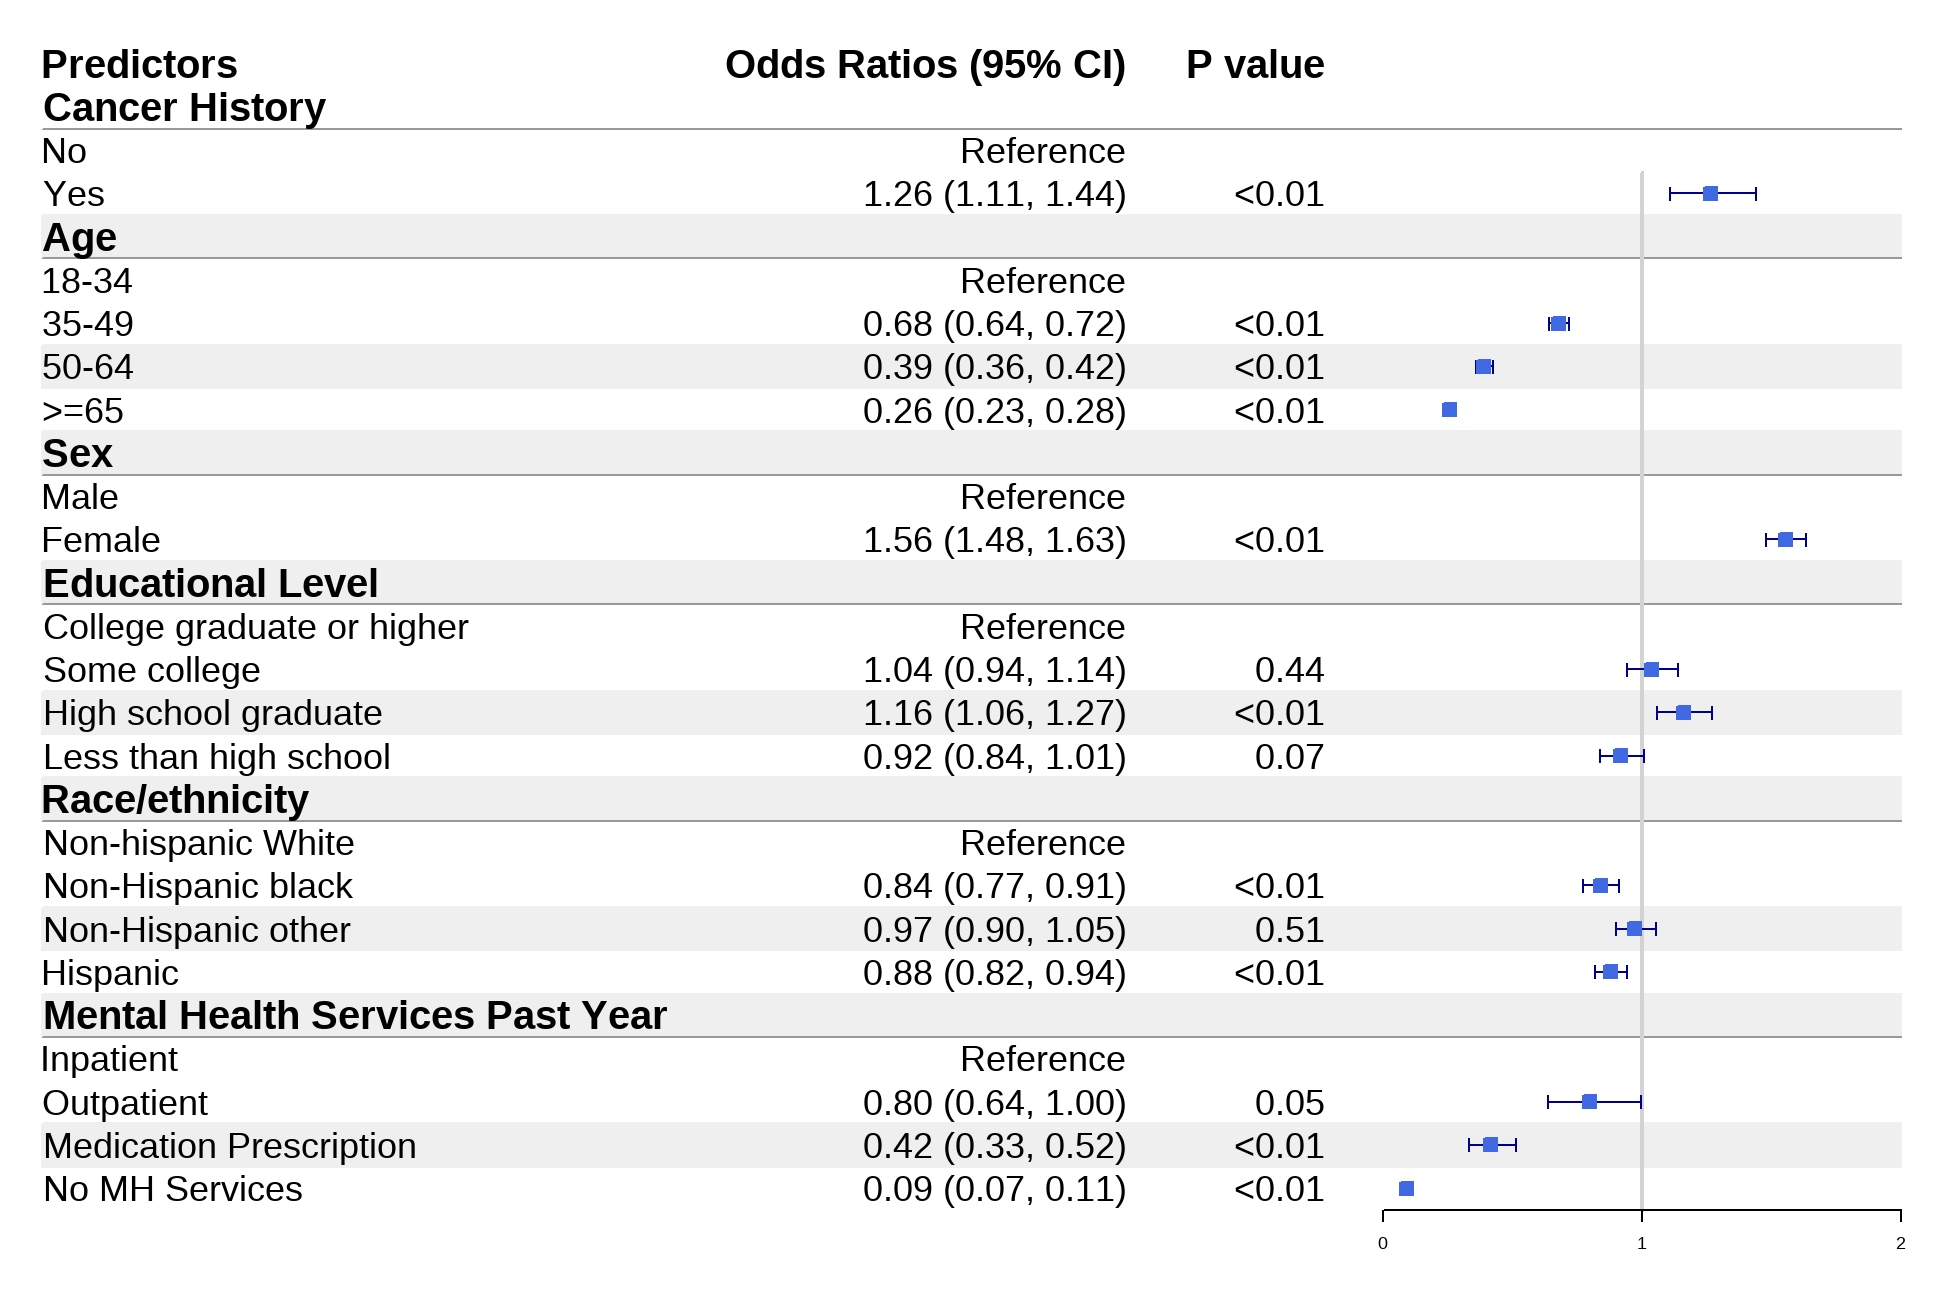 Predictors Odds Ratios (95% CI) P value
Cancer History
No Reference
Yes 1.26 (1.11, 1.44) <0.01
Age
18-34 Reference
35-49 0.68 (0.64, 0.72) <0.01
50-64 0.39 (0.36, 0.42) <0.01
>=65 0.26 (0.23, 0.28) <0.01
Sex
Male Reference
Female 1.56 (1.48, 1.63) <0.01
Educational Level
College graduate or higher Reference
Some college 1.04 (0.94, 1.14) 0.44
High school graduate 1.16 (1.06, 1.27) <0.01
Less than high school 0.92 (0.84, 1.01) 0.07
Race/ethnicity
Non-hispanic White Reference
Non-Hispanic black 0.84 (0.77, 0.91) <0.01
Non-Hispanic other 0.97 (0.90, 1.05) 0.51
Hispanic 0.88 (0.82, 0.94) <0.01
Mental Health Services Past Year
Inpatient Reference
Outpatient 0.80 (0.64, 1.00) 0.05
Medication Prescription 0.42 (0.33, 0.52) <0.01
No MH Services 0.09 (0.07, 0.11) <0.01
0 1 2